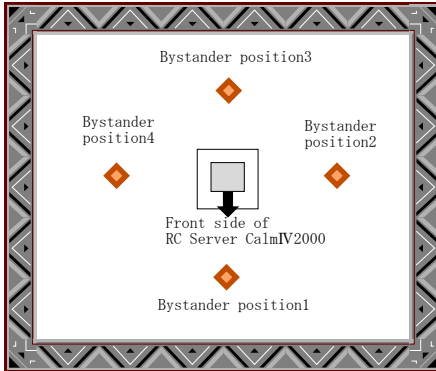 Bystander position3
Bystander
position4
Bystander
position2
Front side of
RC Server CalmⅣ2000
Bystander position1